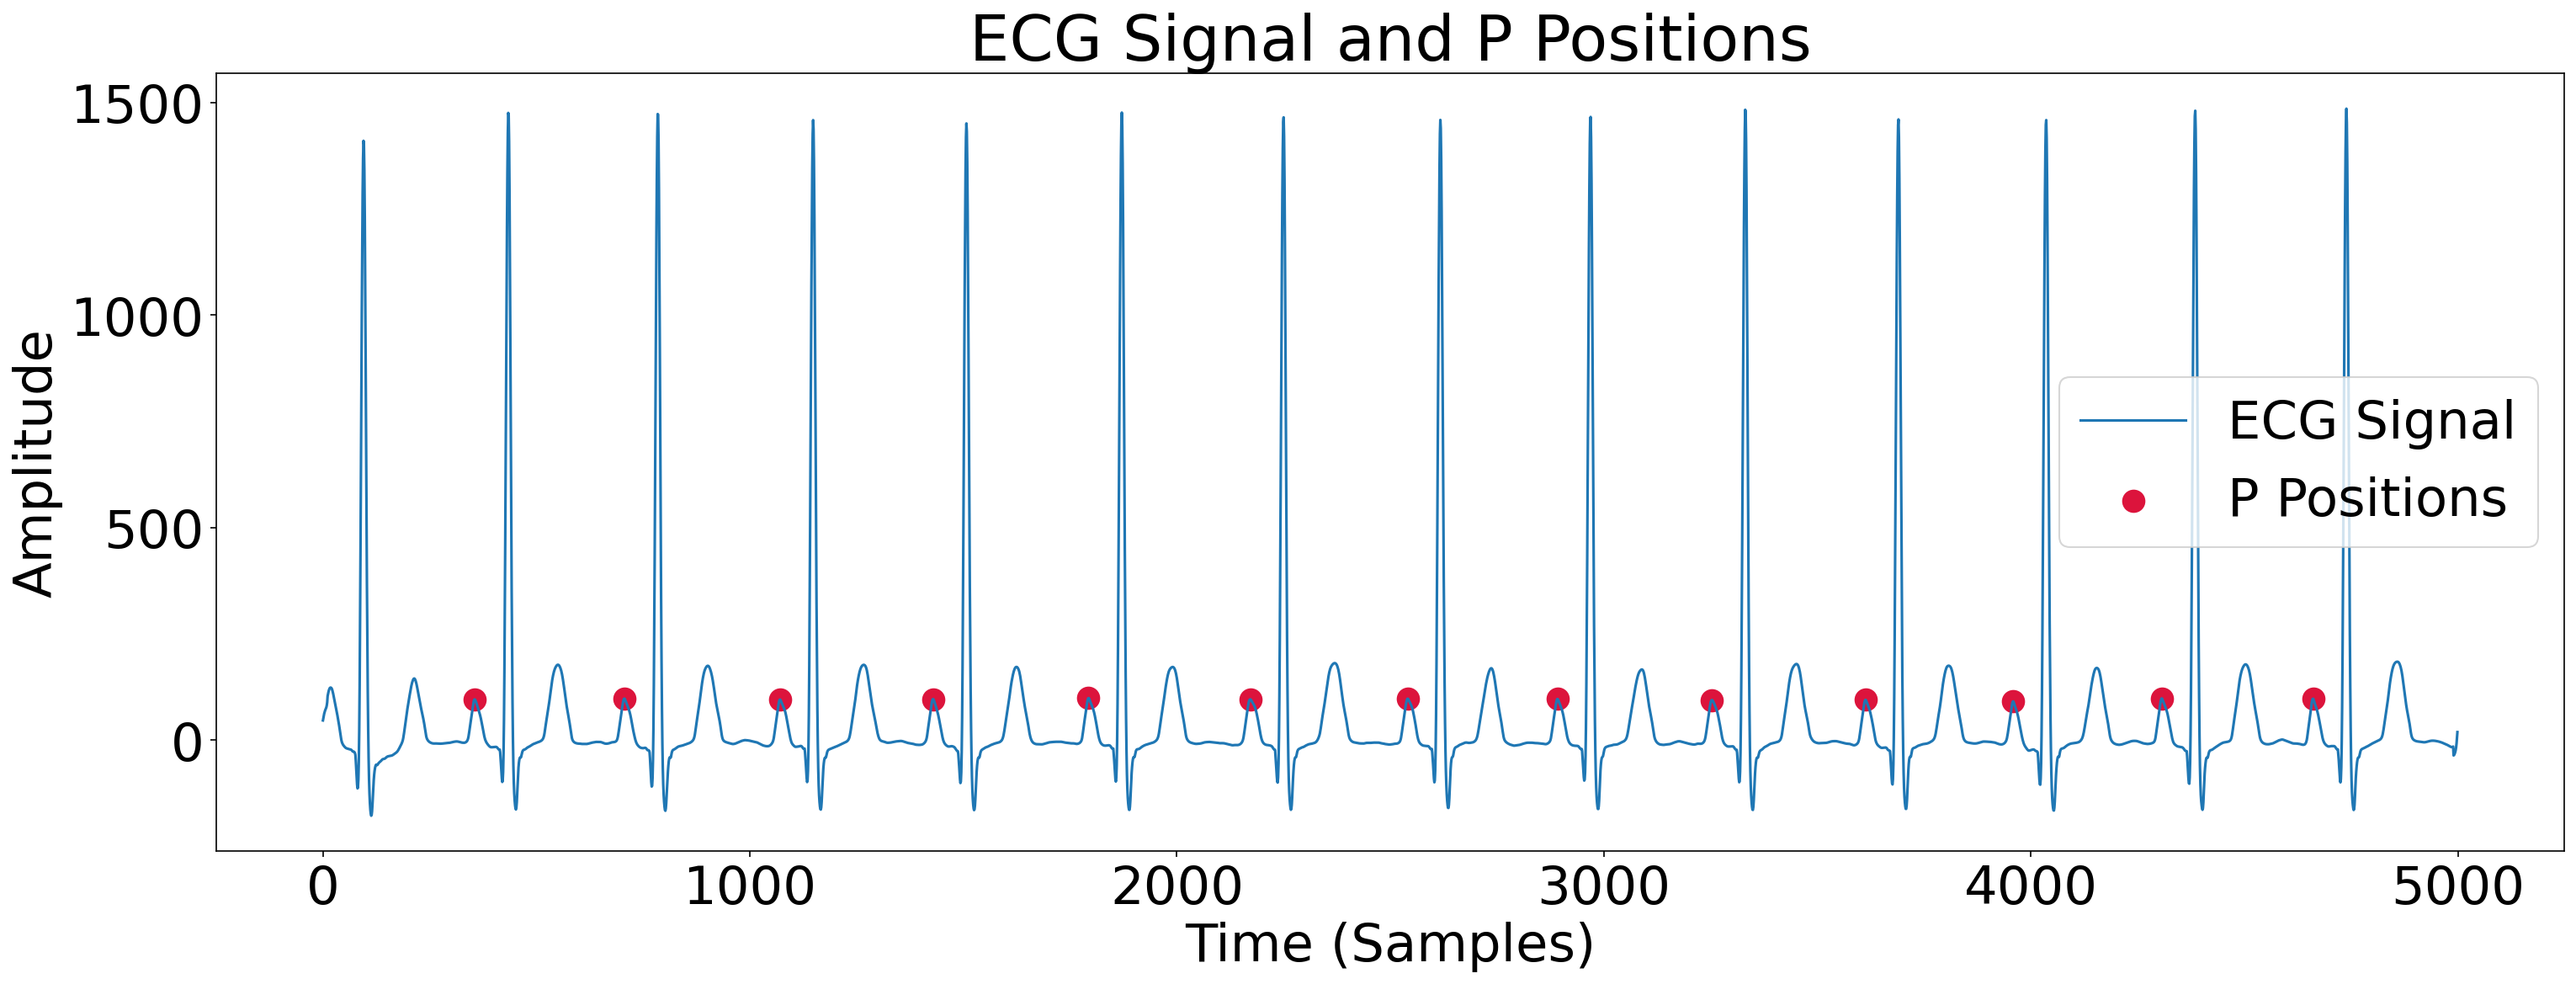 ECG Signal and P Positions
1500
1000
500
0
Amplitude
ECG Signal
P Positions
0 1000 2000 3000 4000 5000
Time (Samples)